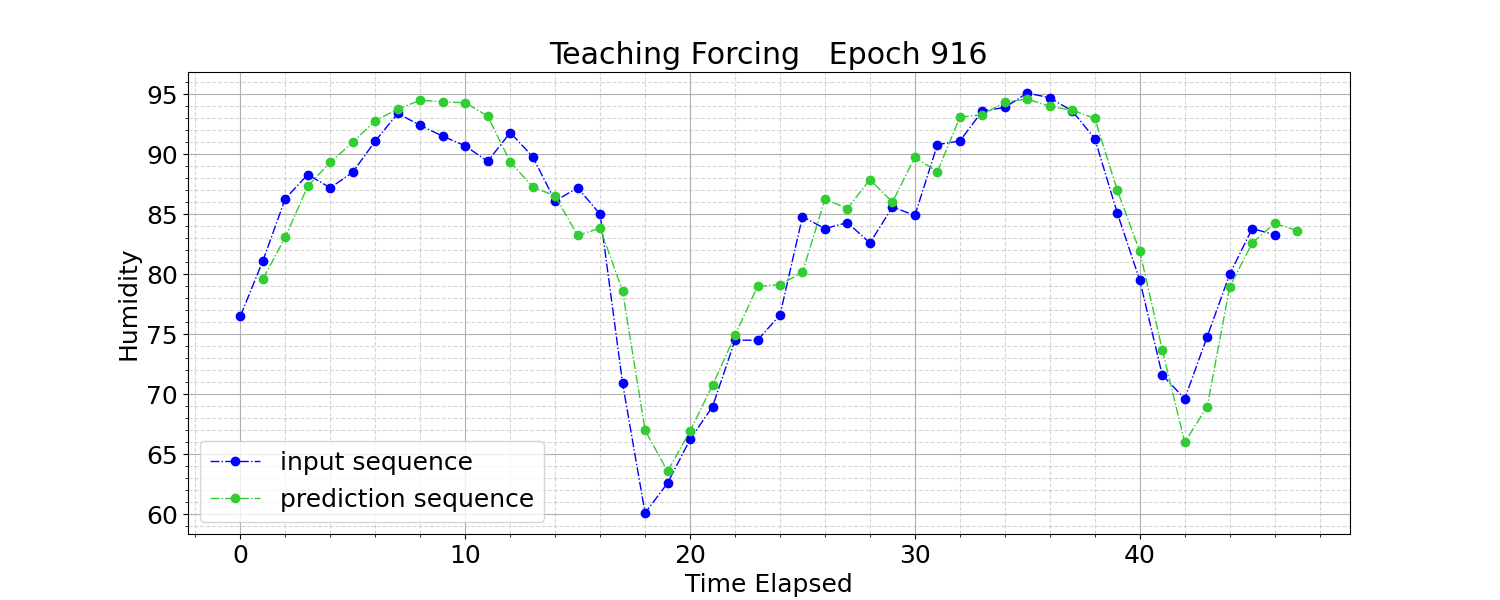 Teaching Forcing   Epoch 916
Humidity
95
90
85
80
75
70
65
60
input sequence
prediction sequence
0 10 20 30 40
Time Elapsed